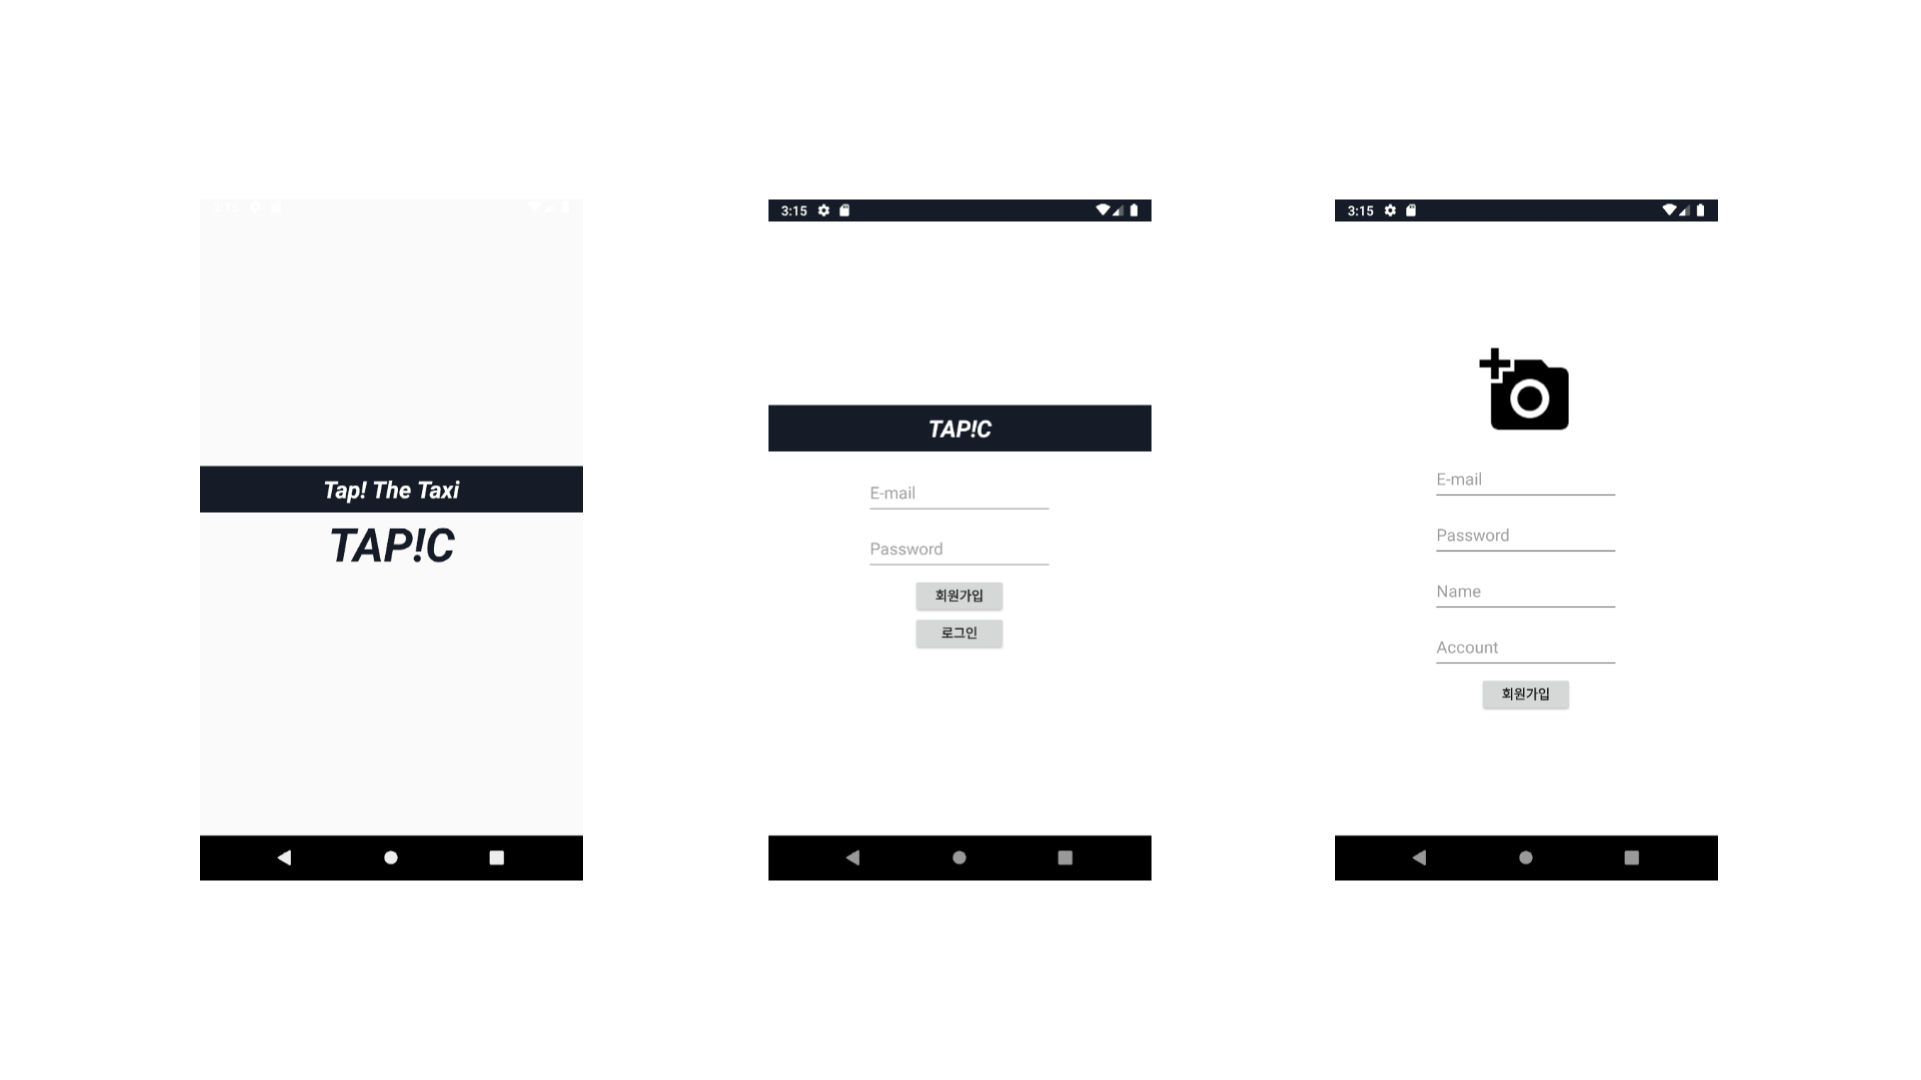 Tap! The Taxi
TAP!C
3:15
TAP!C
E-mail
Password
회원가입
로그인
3:15
E-mail
Password
Name
Account
회원가입